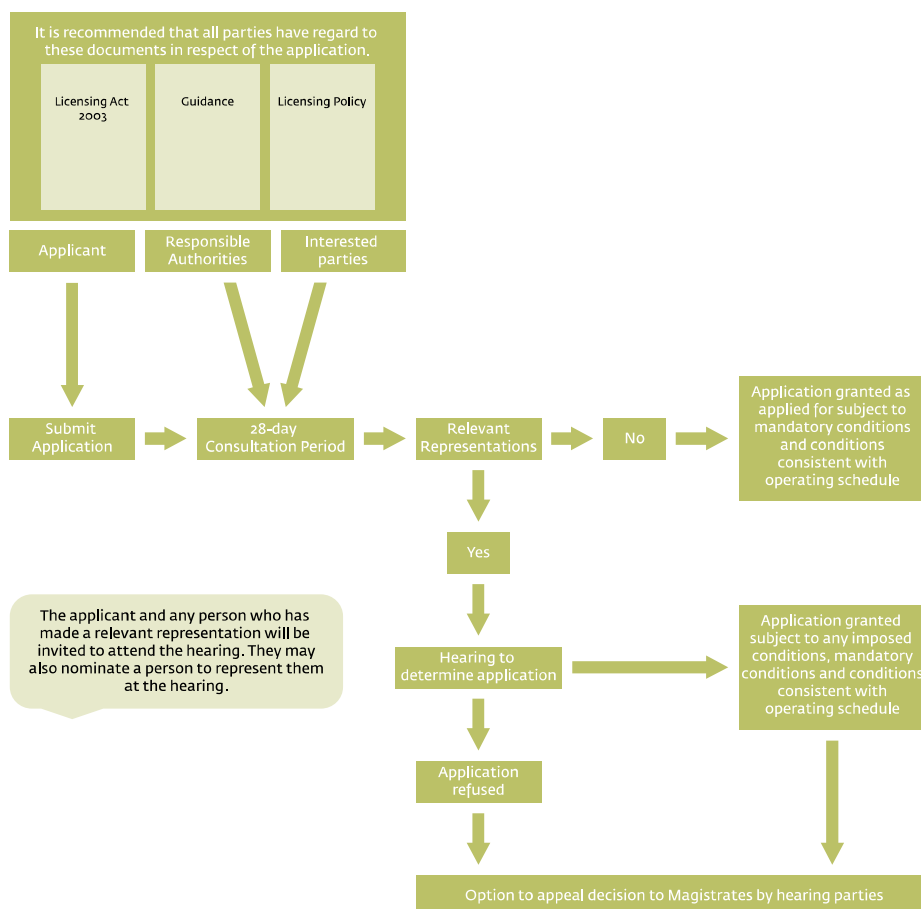 It is recommended that all parties have regard to
these documents in respect of the application.
Licensing Act
2003
Guidance
Licensing Policy
Applicant
Responsible
Authorities
Interested
parties
Submit
Application
28-day
Consultation Period
Relevant
Representations
No
Application granted as
applied for subject to
mandatory conditions
and conditions
consistent with
operating schedule
Yes
The applicant and any person who has
made a relevant representation will be
invited to attend the hearing. They may
also nominate a person to represent them
at the hearing.
Hearing to
determine application
Application granted
subject to any imposed
conditions, mandatory
conditions and conditions
consistent with
operating schedule
Application
refused
Option to appeal decision to Magistrates by hearing parties